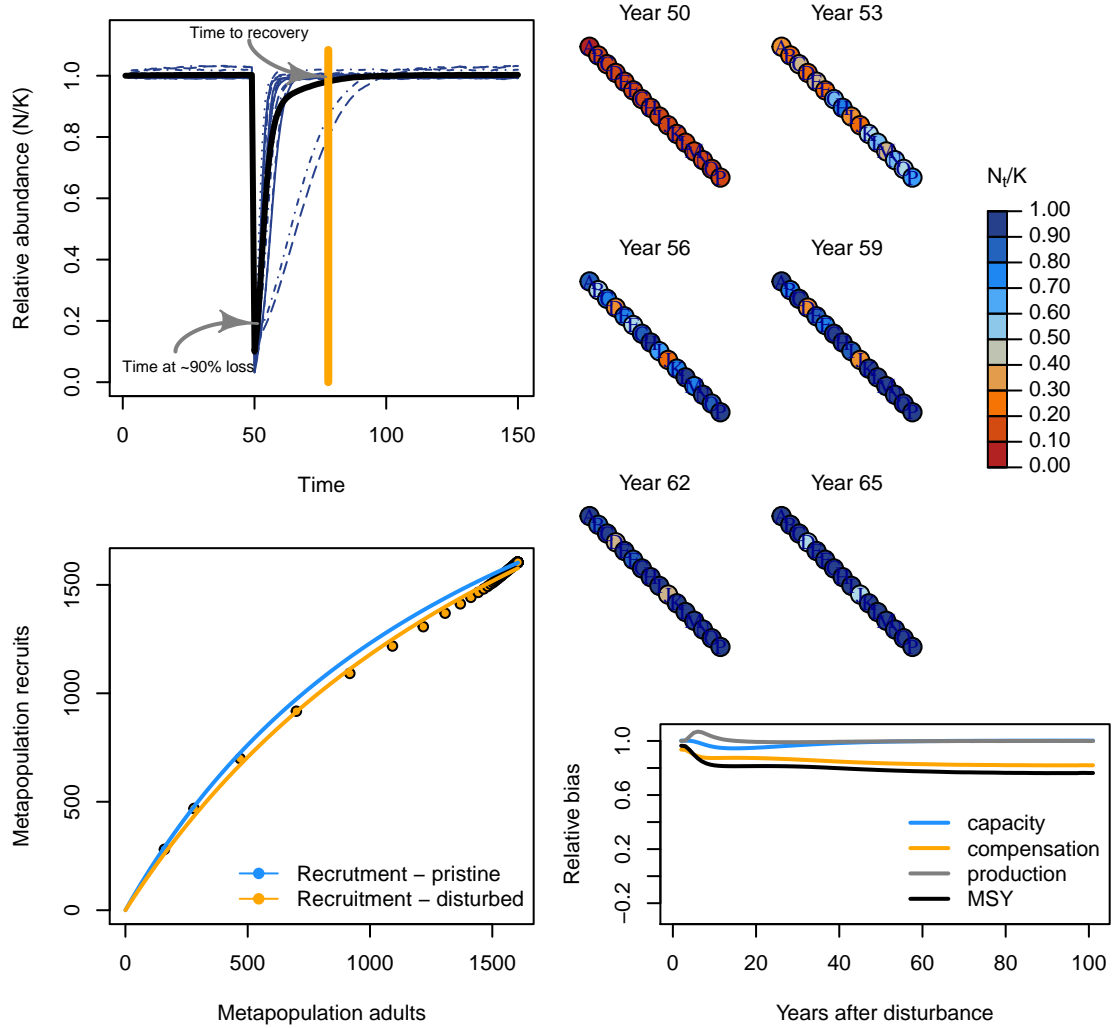 Time to recovery
Time at ~90% loss
Relative abundance (N/K)
0.0 0.2 0.4 0.6 0.8 1.0
0 50 100 150
Time
Year 50
Year 53
Year 56
Year 59
Year 62
Year 65
Nt/K
1.00
0.90
0.80
0.70
0.60
0.50
0.40
0.30
0.20
0.10
0.00
Metapopulation recruits
0 500 1000 1500
Recrutment − pristine
Recruitment − disturbed
0 500 1000 1500
Metapopulation adults
Relative bias
−0.2 0.2 0.6 1.0
capacity
compensation
production
MSY
0 20 40 60 80 100
Years after disturbance